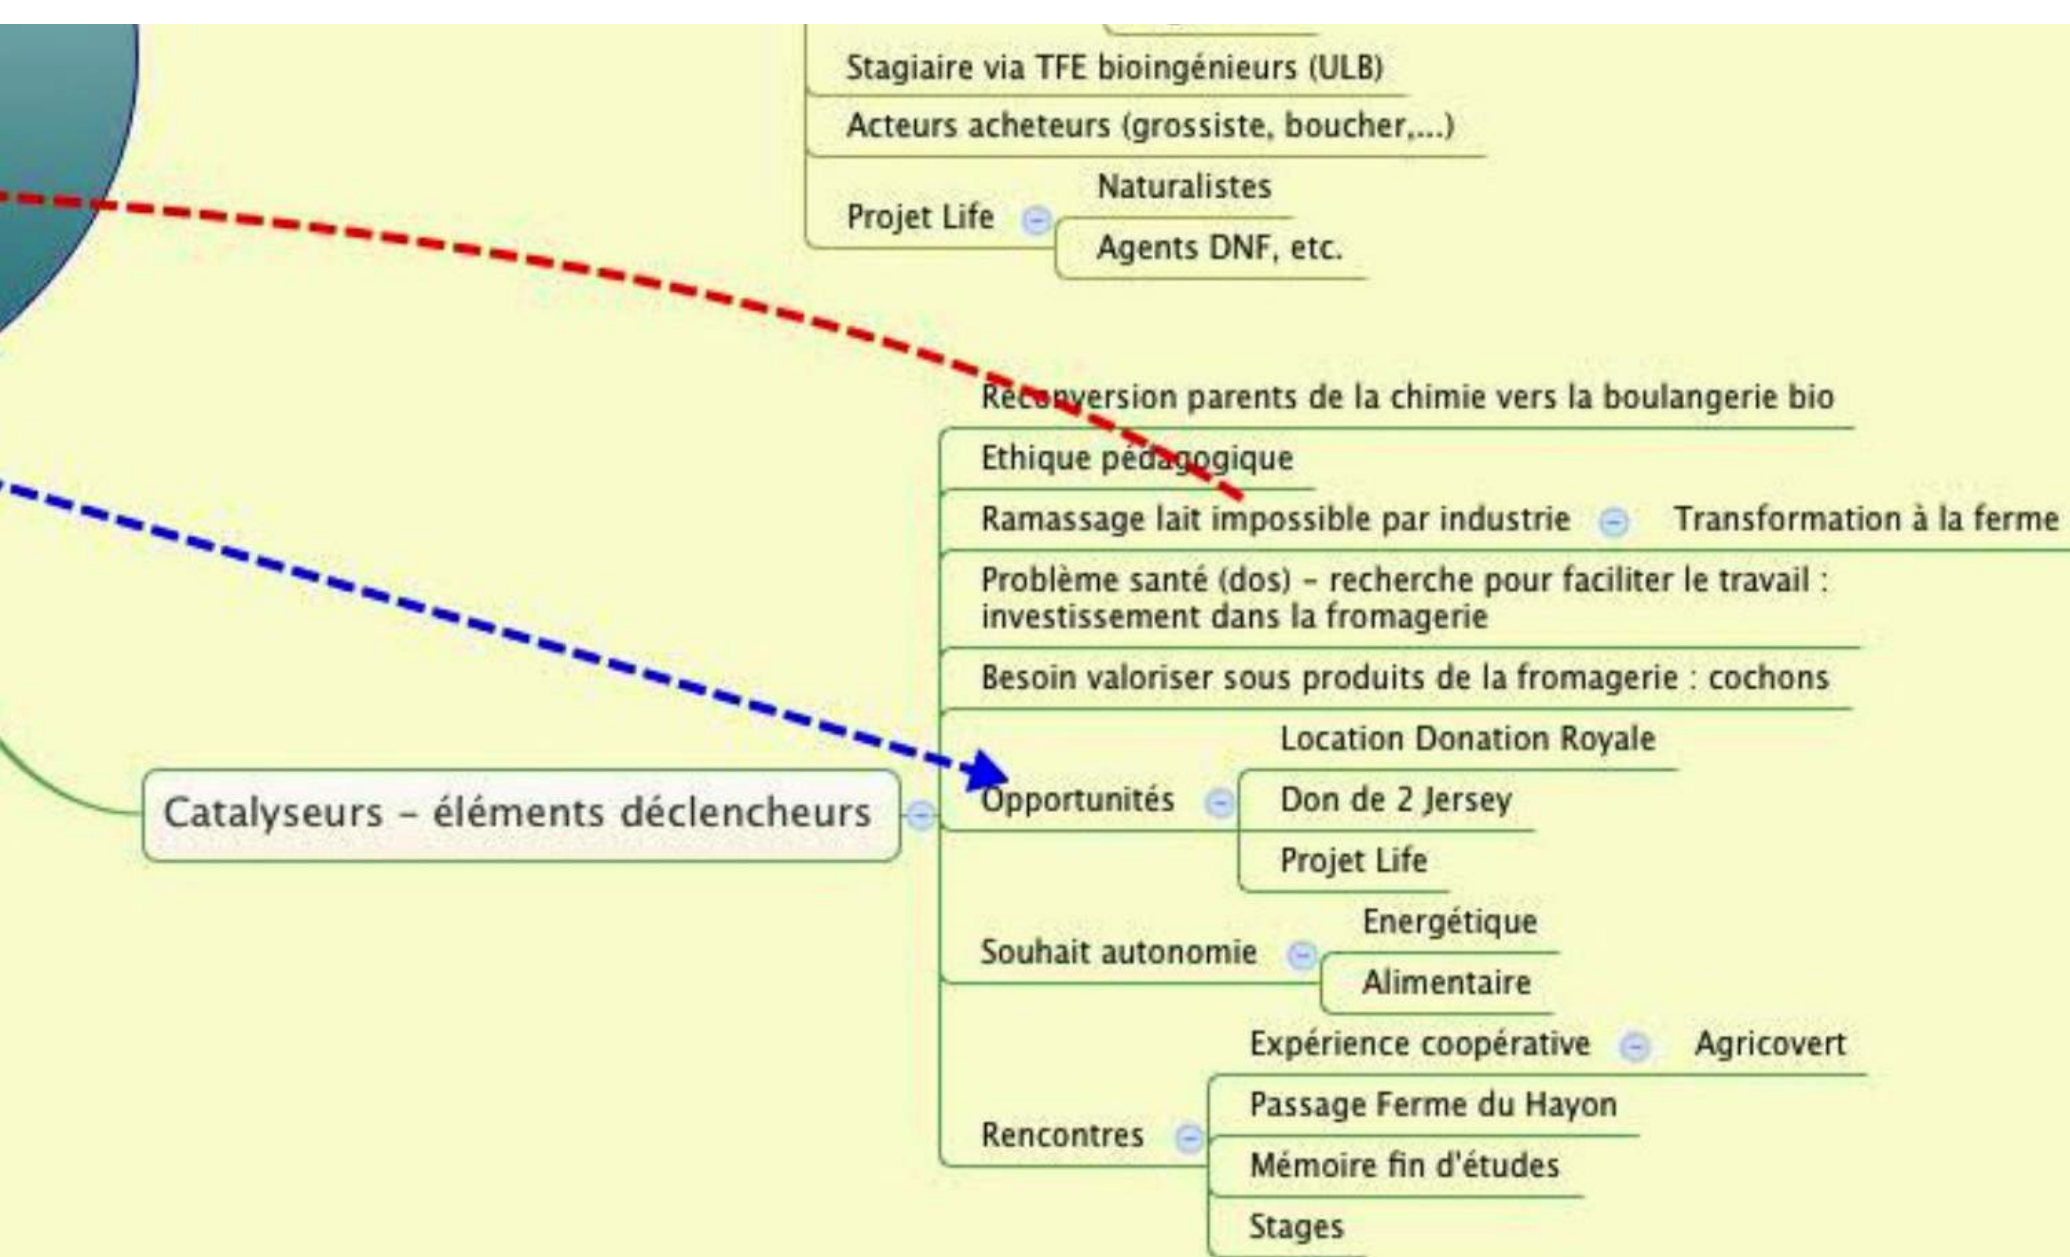 Stagiaire via TFE bioingénieurs (ULB)
Acteurs acheteurs (grossiste, boucher,...)
Projet Life
Naturalistes
Agents DNF, etc.
Reconversion parents de la chimie vers la boulangerie bio
Ethique pédagogique
Ramassage lait impossible par industrie
Transformation à la ferme
Problème santé (dos) – recherche pour faciliter le travail :
investissement dans la fromagerie
Besoin valoriser sous produits de la fromagerie : cochons
Catalyseurs – éléments déclencheurs
Opportunités
Location Donation Royale
Don de 2 Jersey
Projet Life
Souhait autonomie
Energétique
Alimentaire
Rencontres
Expérience coopérative
Agricovert
Passage Ferme du Hayon
Mémoire fin d'études
Stages